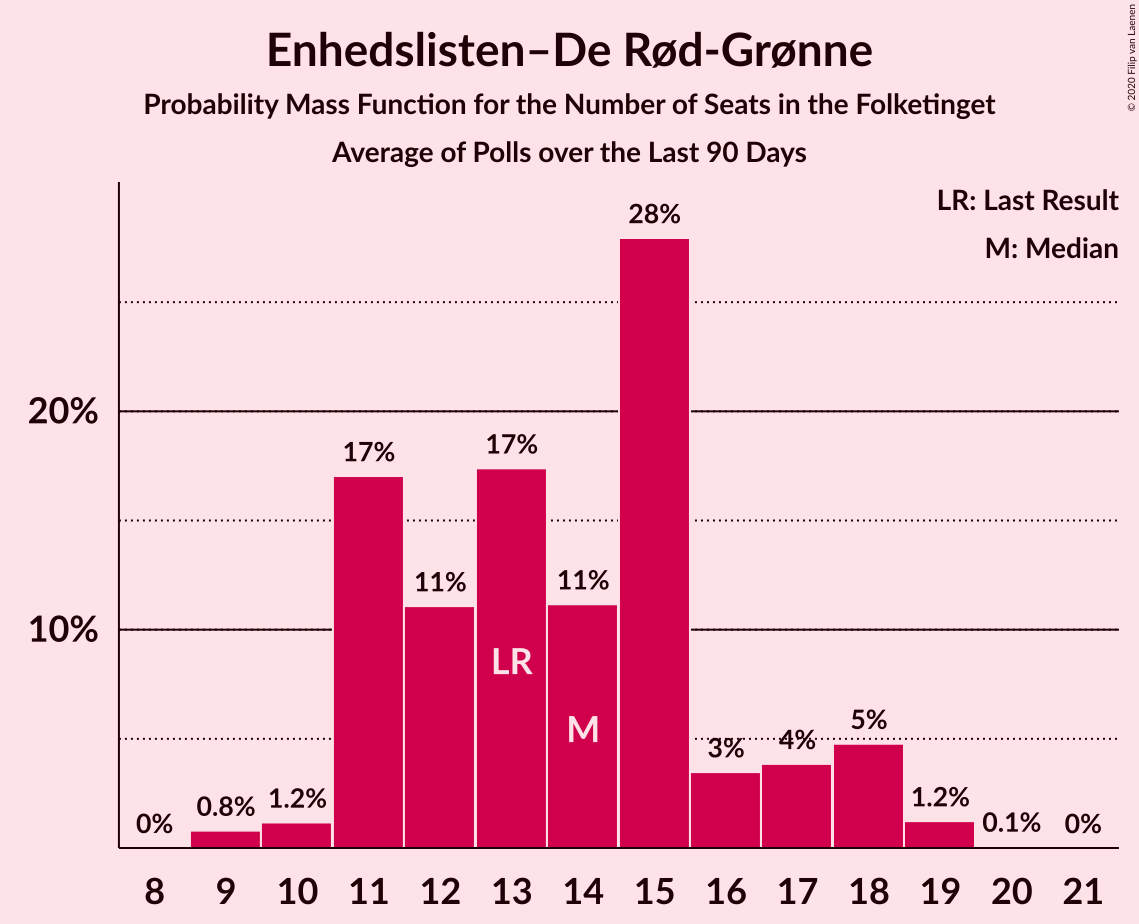 © 2020 Filip van Laenen
Enhedslisten–De Rød-Grønne
Probability Mass Function for the Number of Seats in the Folketinget
Average of Polls over the Last 90 Days
LR: Last Result
M: Median
20%
10%
0%
0.8%
1.2%
17%
11%
17%
11%
28%
3%
4%
5%
1.2%
0.1%
0%
LR
M
8 9 10 11 12 13 14 15 16 17 18 19 20 21